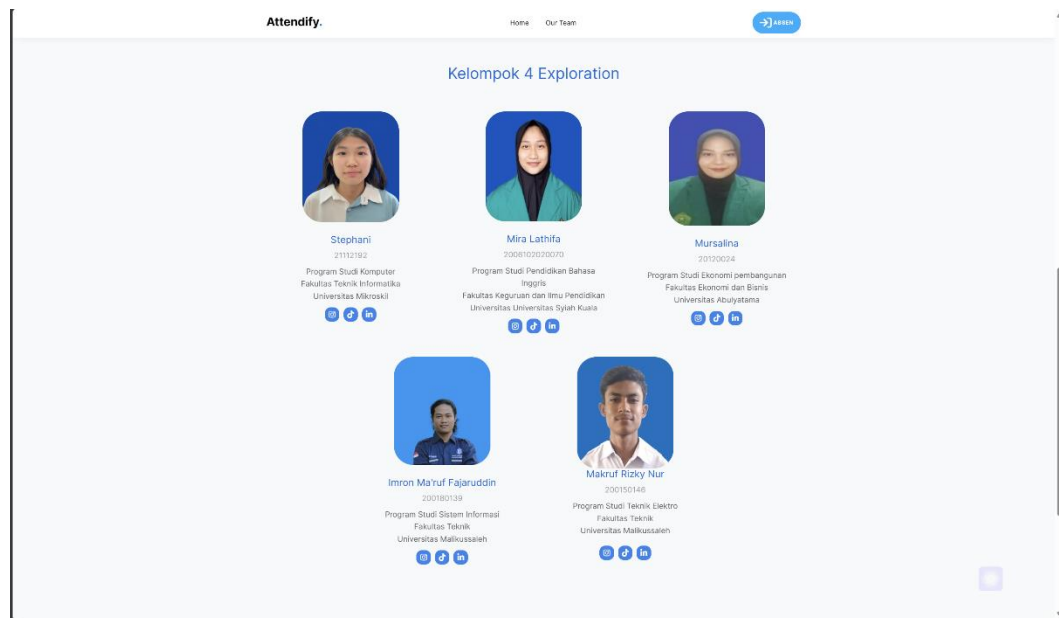 Attendify.
Home Our Team
ABSEN
Kelompok 4 Exploration
Stephani
21112192
Program Studi Komputer
Fakultas Teknik Informatika
Universitas Mikroskil
Mira Lathifa
2006102020070
Program Studi Pendidikan Bahasa
Inggris
Fakultas Keguruan dan Ilmu Pendidikan
Universitas Universitas Syiah Kuala
Mursalina
20120024
Program Studi Ekonomi pembangunan
Fakultas Ekonomi dan Bisnis
Universitas Abulyatama
Imron Ma'ruf Fajaruddin
200180139
Program Studi Sistem Informasi
Fakultas Teknik
Universitas Malikussaleh
Makruf Rizky Nur
200150146
Program Studi Teknik Elektro
Fakultas Teknik
Universitas Malikussaleh